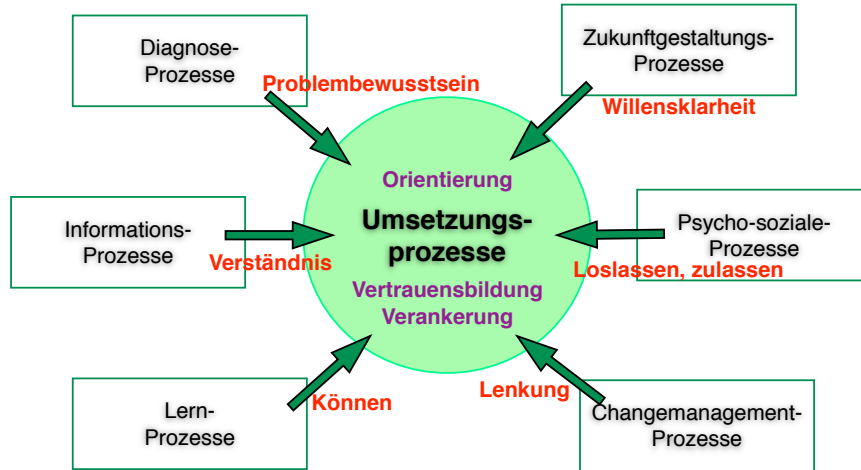 Diagnose-
Prozesse
Problembewusstsein
Zukunftgestaltungs-
Prozesse
Willensklarheit
Orientierung
Umsetzungs-
prozesse
Vertrauensbildung
Verankerung
Informations-
Prozesse
Verständnis
Psycho-soziale-
Prozesse
Loslassen, zulassen
Lern-
Prozesse
Können
Lenkung
Changemanagement-
Prozesse